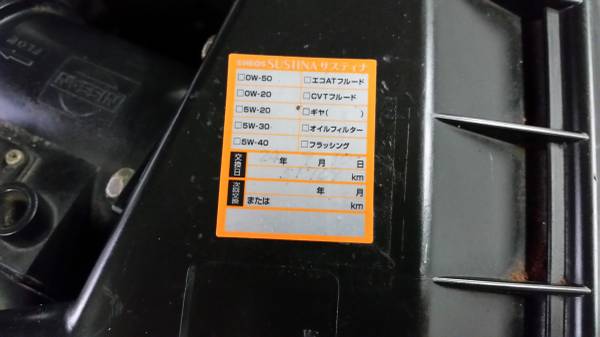 ENEOS SUSTINA サスティナ
□0W-50 □エコATフルード
□0W-20 □CVTフルード
□5W-20 □ギヤ( )
□5W-30 □オイルフィルター
□5W-40 □フラッシング
交換日 年 月 日
km
次回交換 年 月
または km
FLOW